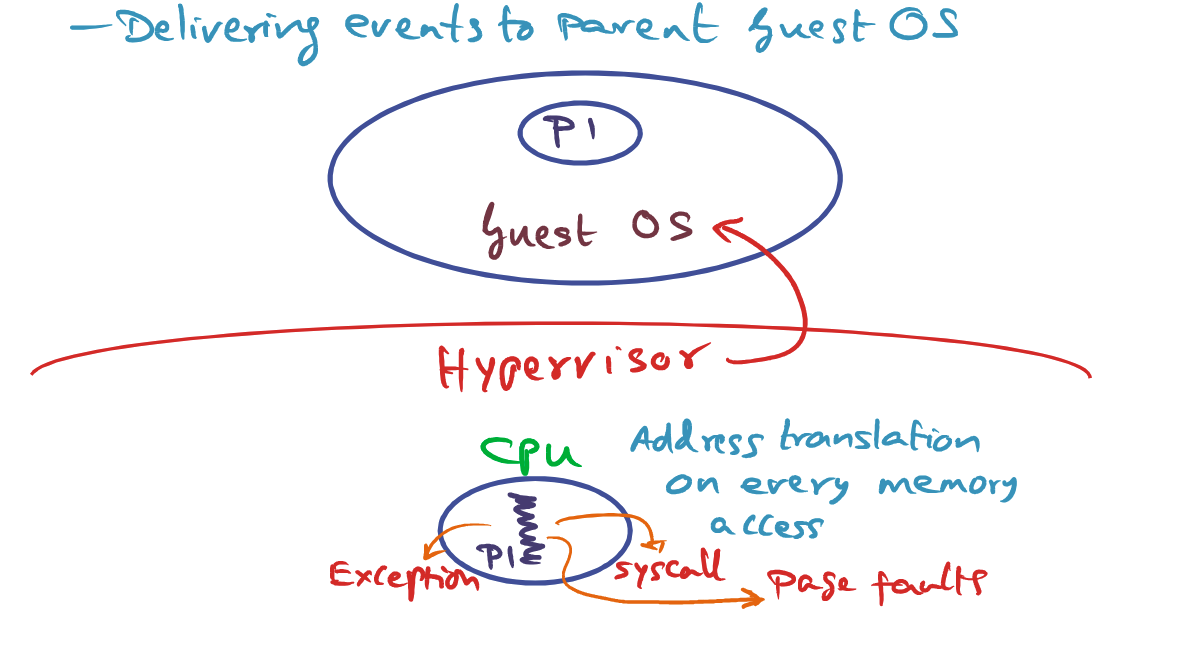 —Delivering events to parent Guest OS
P1
Guest OS
Hypervisor
CPU
Address translation
on every memory
access
P1
Exception
syscall
Page faults